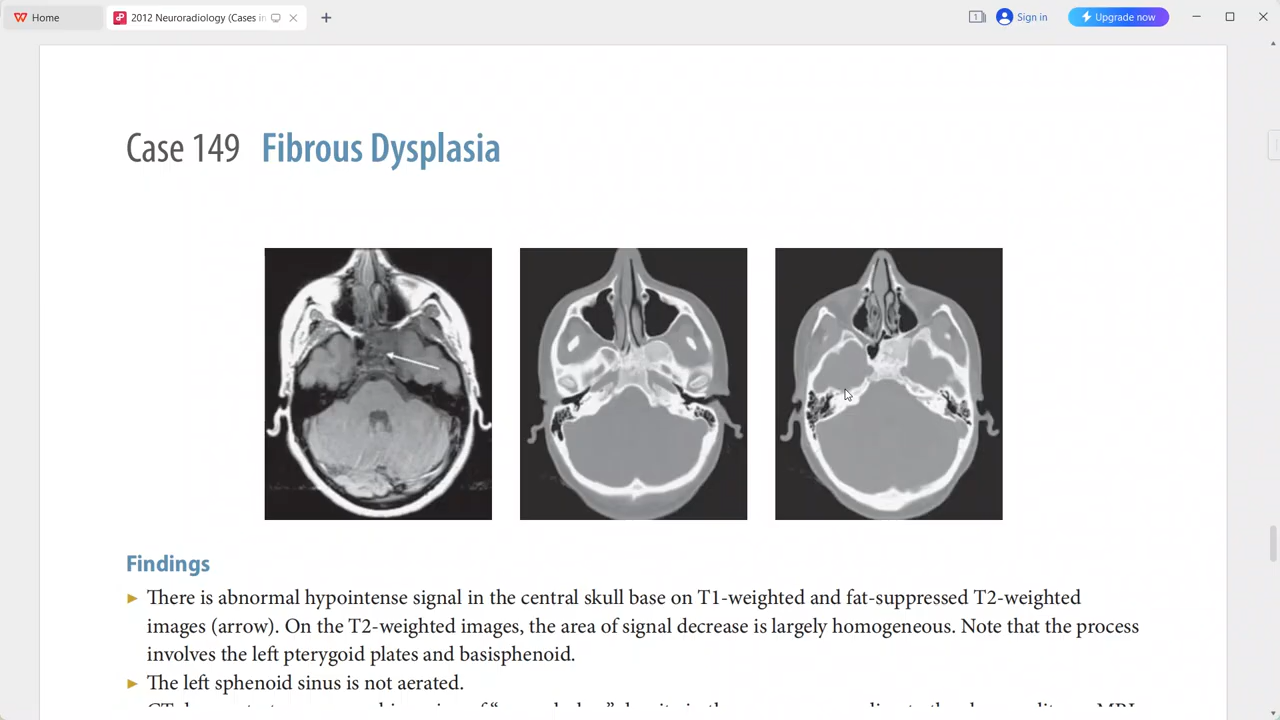 Home
2012 Neuroradiology (Cases in
1
Sign in
Upgrade now
Case 149 Fibrous Dysplasia
Findings
► There is abnormal hypointense signal in the central skull base on T1-weighted and fat-suppressed T2-weighted
images (arrow). On the T2-weighted images, the area of signal decrease is largely homogeneous. Note that the process
involves the left pterygoid plates and basisphenoid.
► The left sphenoid sinus is not aerated.